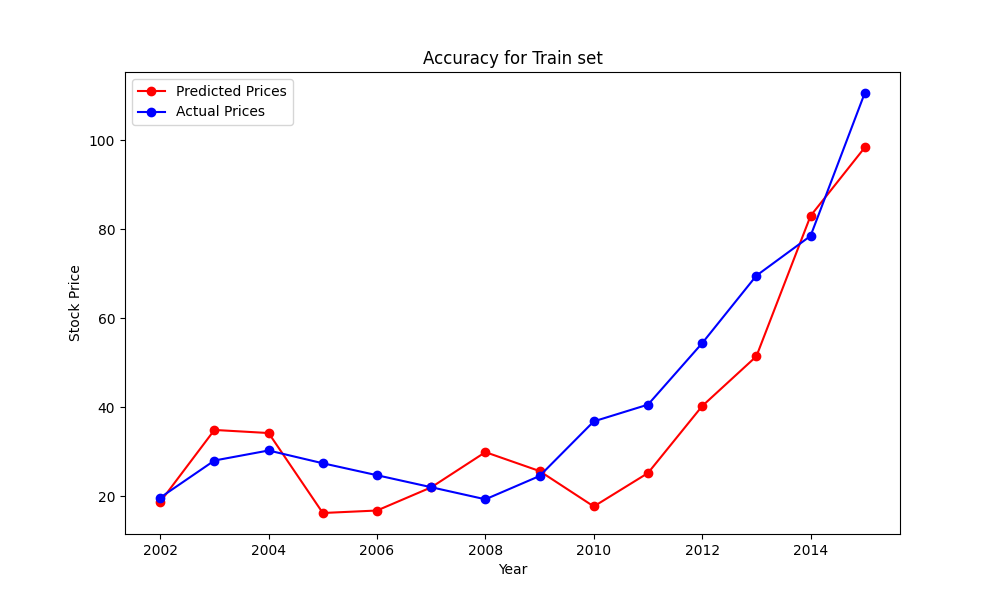 Accuracy for Train set
Predicted Prices
Actual Prices
Stock Price
100
80
60
40
20
2002
2004
2006
2008
2010
2012
2014
Year